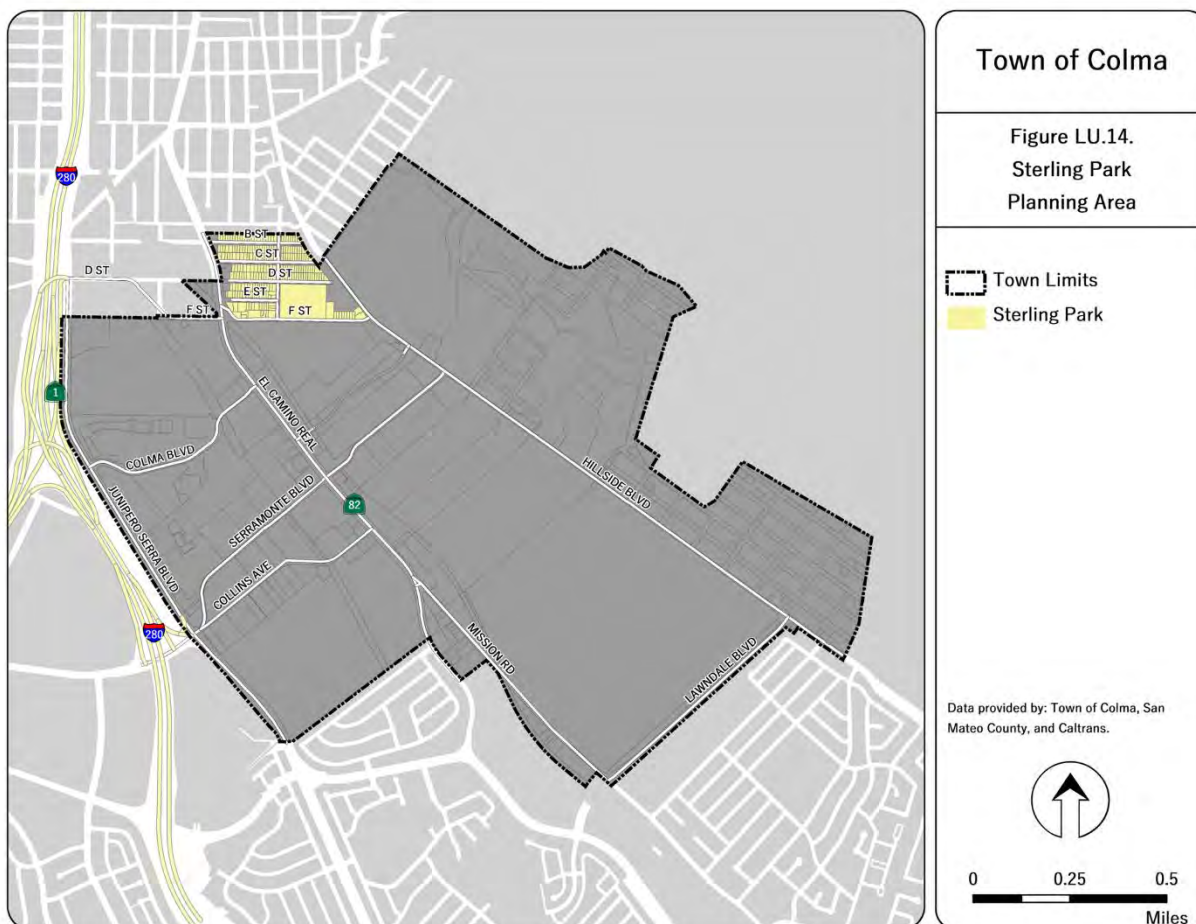 Town of Colma
Figure LU.14.
Sterling Park
Planning Area
Town Limits
Sterling Park
Data provided by: Town of Colma, San
Mateo County, and Caltrans.
0 0.25 0.5
Miles
280
B ST
C ST
D ST
D ST
E ST
F ST
F ST
1
EL CAMINO REAL
COLMA BLVD
SERRAMONTE BLVD
82
HILLSIDE BLVD
JUNIPERO SERRA BLVD
COLLINS AVE
280
MISSION RD
LAWNDALE BLVD